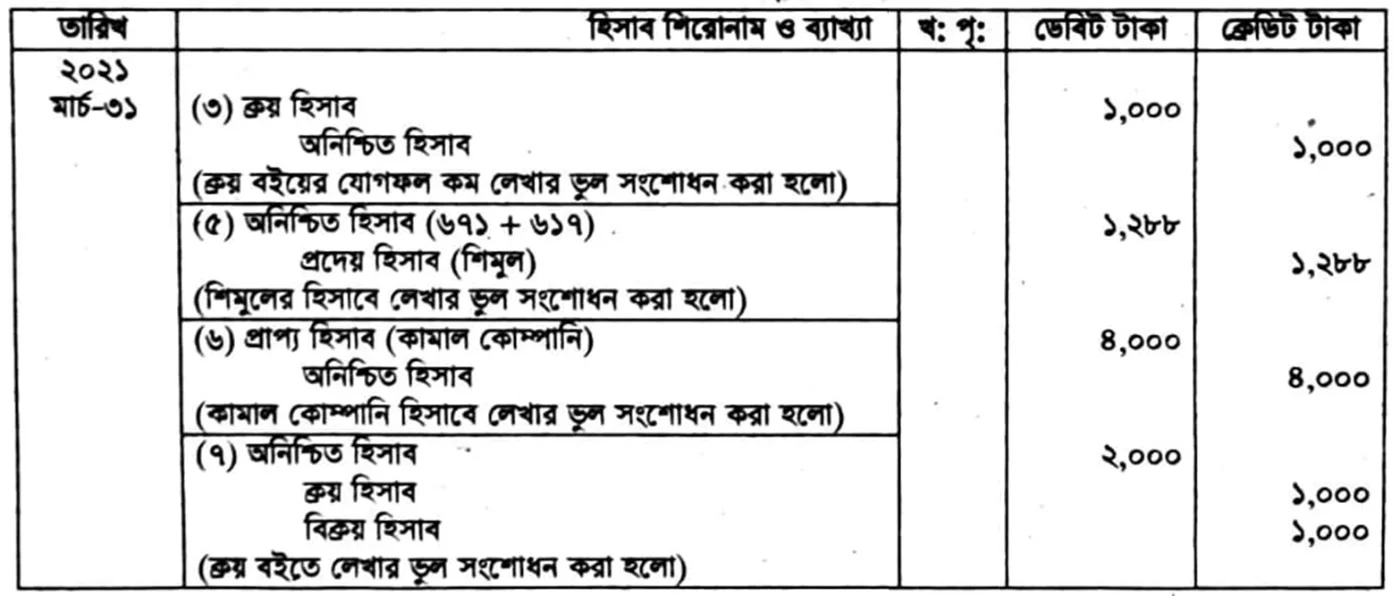 তারিখ হিসাব শিরোনাম ও ব্যাখ্যা খ: পৃ: ডেবিট টাকা ক্রেডিট টাকা
২০২১
মার্চ-৩১ (৩) ক্রয় হিসাব ১,০০০
অনিশ্চিত হিসাব ১,০০০
(ক্রয় বইয়ের যোগফল কম লেখার ভুল সংশোধন করা হলো)
(৫) অনিশ্চিত হিসাব (৬৭১ + ৬১৭) ১,২৮৮
প্রদেয় হিসাব (শিমুল) ১,২৮৮
(শিমুলের হিসাবে লেখার ভুল সংশোধন করা হলো)
(৬) প্রাপ্য হিসাব (কামাল কোম্পানি) ৪,০০০
অনিশ্চিত হিসাব ৪,০০০
(কামাল কোম্পানি হিসাবে লেখার ভুল সংশোধন করা হলো)
(৭) অনিশ্চিত হিসাব ২,০০০
ক্রয় হিসাব ১,০০০
বিক্রয় হিসাব ১,০০০
(ক্রয় বইতে লেখার ভুল সংশোধন করা হলো)